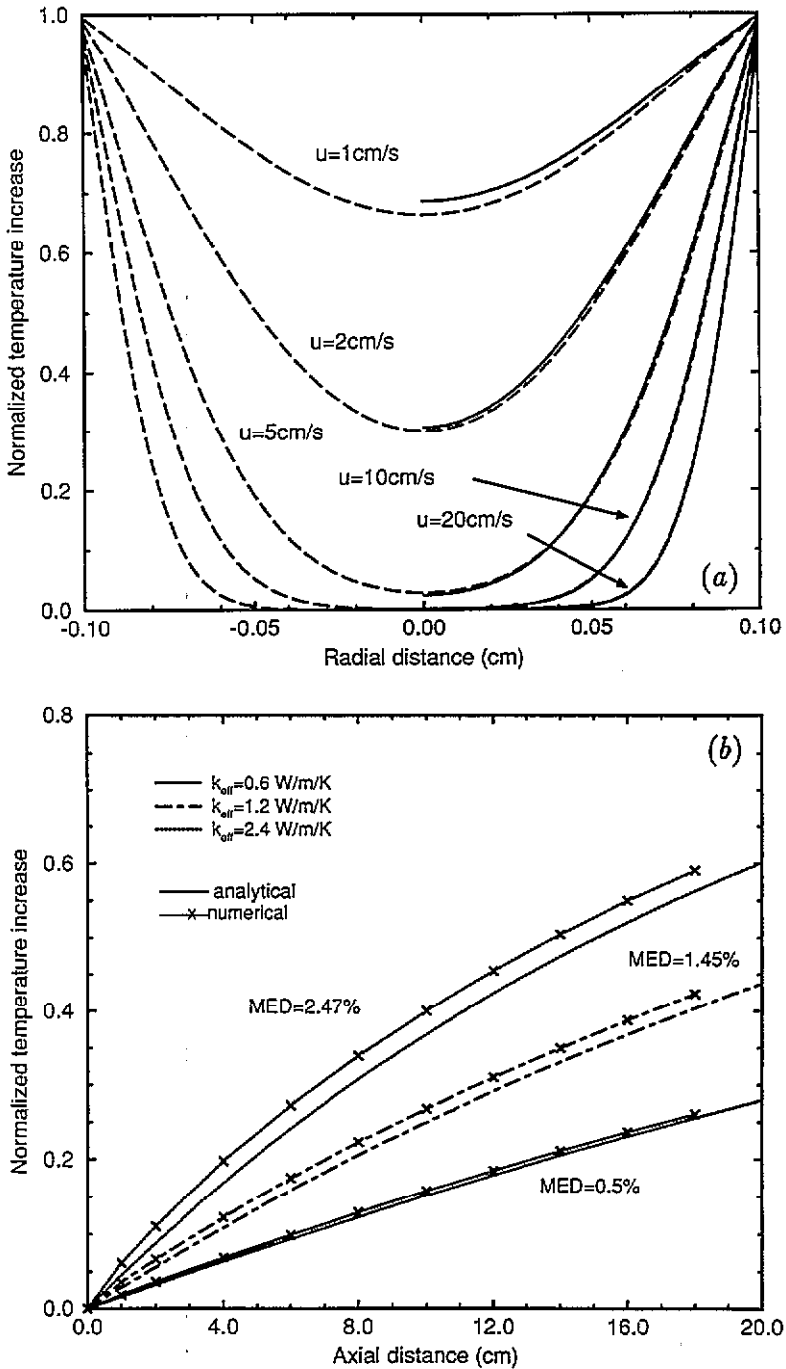 1.0
0.8
0.6
0.4
0.2
0.0
Normalized temperature increase
u=1cm/s
u=2cm/s
u=5cm/s
u=10cm/s
u=20cm/s
(a)
-0.10
-0.05
0.00
0.05
0.10
Radial distance (cm)
0.8
0.6
0.4
0.2
0.0
Normalized temperature increase
(b)
k_eff=0.6 W/m/K
k_eff=1.2 W/m/K
k_eff=2.4 W/m/K
analytical
numerical
MED=2.47%
MED=1.45%
MED=0.5%
0.0
4.0
8.0
12.0
16.0
20.0
Axial distance (cm)